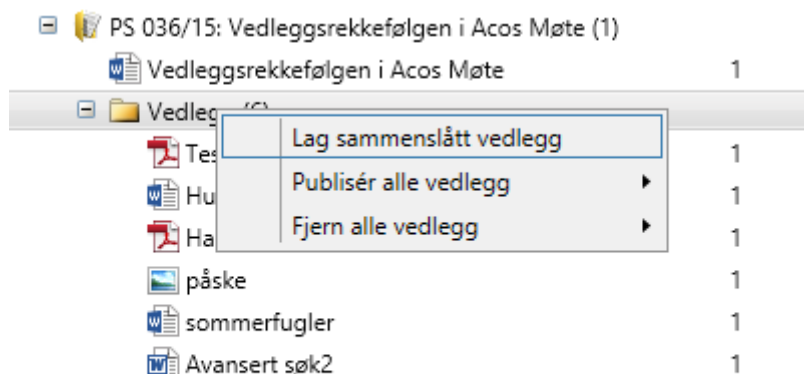 PS 036/15: Vedleggsrekkefølgen i Acos Møte (1)
Vedleggsrekkefølgen i Acos Møte 1
Lag sammenslått vedlegg
1
Publisér alle vedlegg
1
Fjern alle vedlegg
1
påske 1
sommerfugler 1
Avansert søk2 1